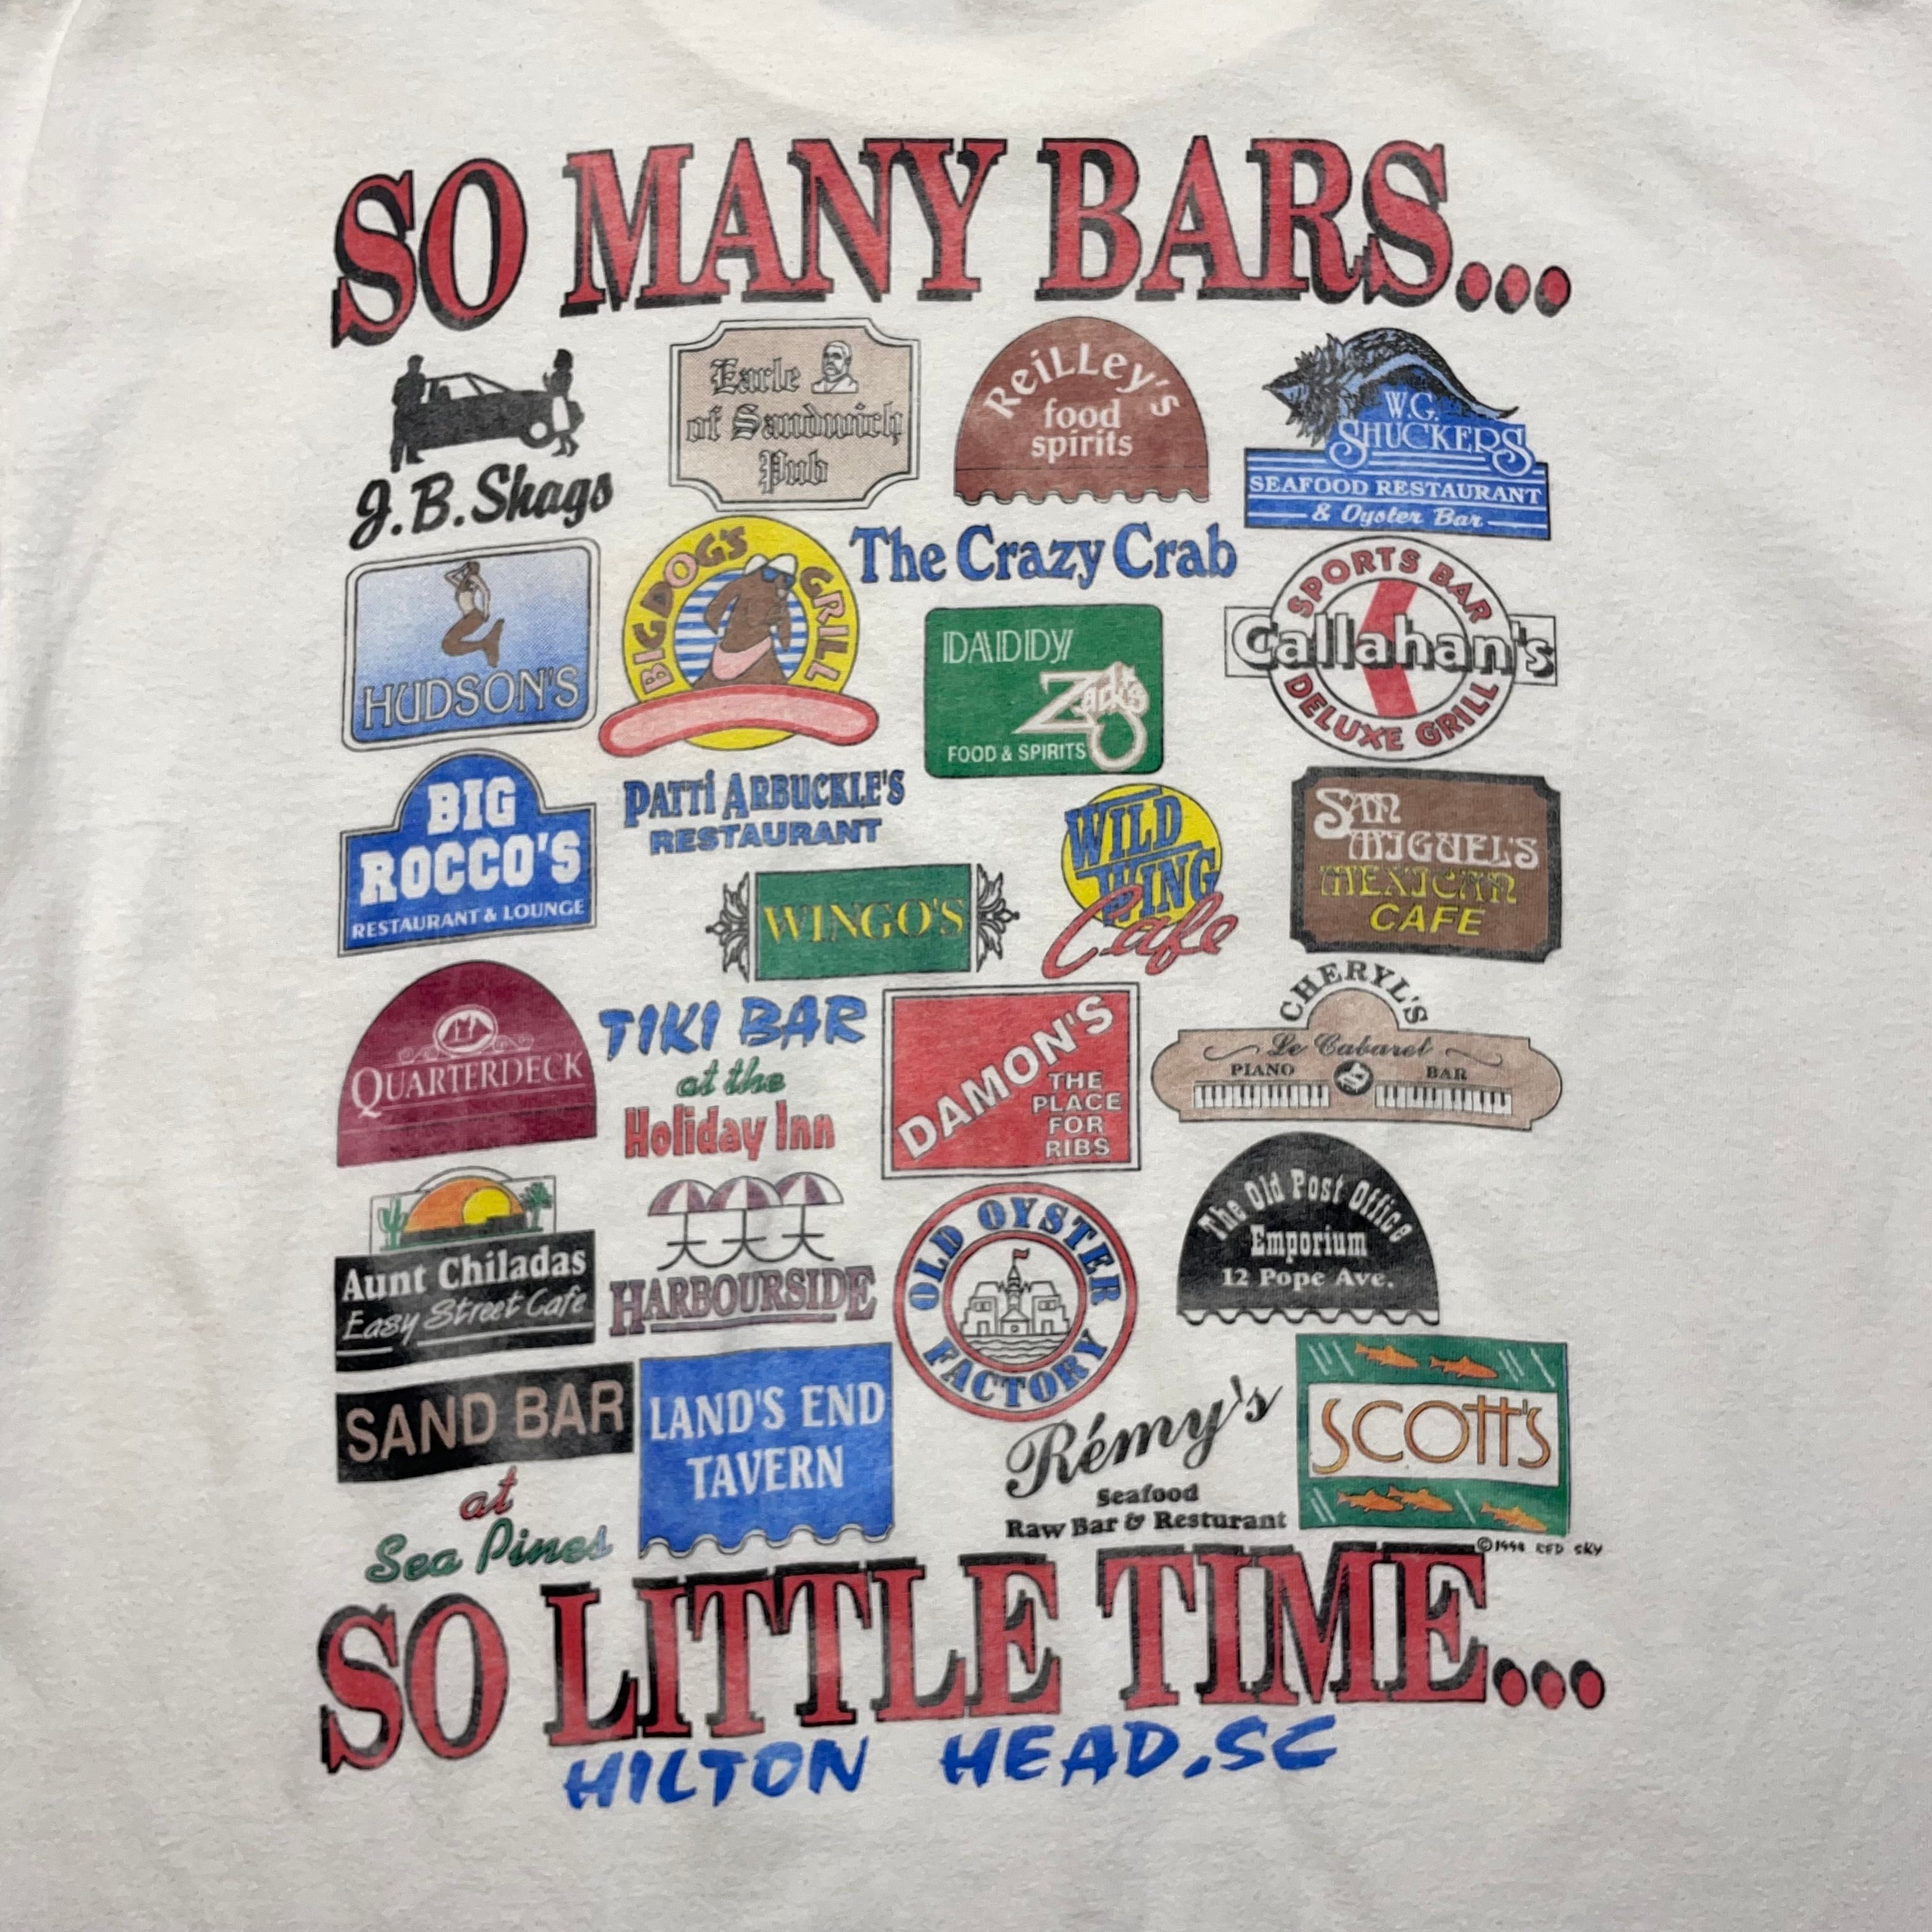 SO MANY BARS...
J.B. Shags
Earle
of Sandwich
Pub
Reilley's
food
spirits
W.G.
SHUCKERS
SEAFOOD RESTAURANT
& Oyster Bar
HUDSON'S
BIG DOG'S GRILL
The Crazy Crab
DADDY
Zack's
FOOD & SPIRITS
SPORTS BAR
Callahan's
DELUXE GRILL
BIG
ROCCO'S
RESTAURANT & LOUNGE
PATTi ARBUCKLE'S
RESTAURANT
WINGO'S
WILD
WING
Cafe
SAN
MIGUEL'S
MEXICAN
CAFE
QUARTERDECK
TIKI BAR
at the
Holiday Inn
DAMON'S
THE
PLACE
FOR
RIBS
CHERYL'S
Le Cabaret
PIANO BAR
Aunt Chiladas
Easy Street Cafe
HARBOURSIDE
OLD OYSTER
FACTORY
The Old Post Office
Emporium
12 Pope Ave.
SAND BAR
at
Sea Pines
LAND'S END
TAVERN
Rémy's
Seafood
Raw Bar & Resturant
SCOTT'S
RED SKY
SO LITTLE TIME...
HILTON HEAD, SC